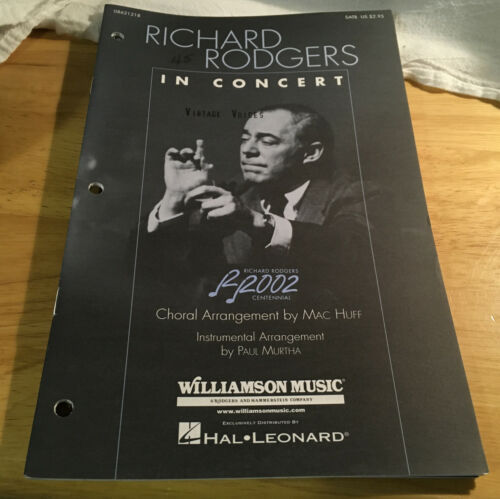 08621218
SATB US $2.95
RICHARD
45 RODGERS
IN CONCERT
VINTAGE VOICES
RICHARD RODGERS
2002
CENTENNIAL
Choral Arrangement by MAC HUFF
Instrumental Arrangement
by PAUL MURTHA
WILLIAMSON MUSIC®
A RODGERS AND HAMMERSTEIN COMPANY
www.williamsonmusic.com
EXCLUSIVELY DISTRIBUTED BY
HAL•LEONARD®